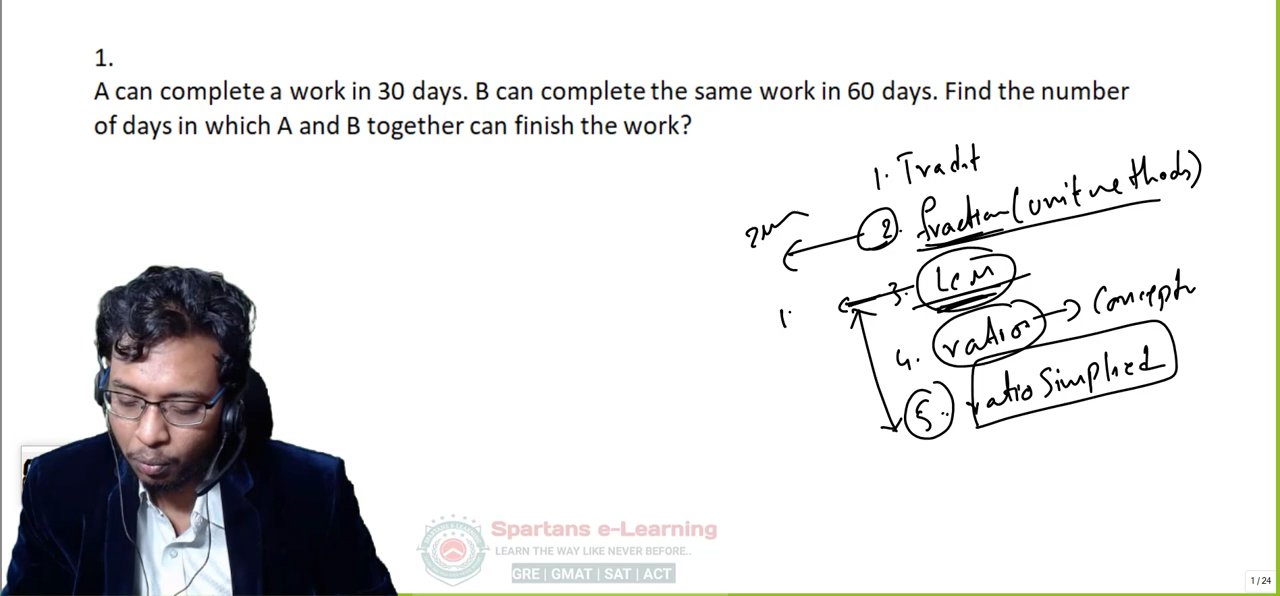 1.
A can complete a work in 30 days. B can complete the same work in 60 days. Find the number
of days in which A and B together can finish the work?
1. Tradit
2. fraction (unit methods)
3. LCM
1.
4. ratio → Concepts
5. ratio Simplified
Spartans e-Learning
LEARN THE WAY LIKE NEVER BEFORE..
GRE | GMAT | SAT | ACT
1 / 24